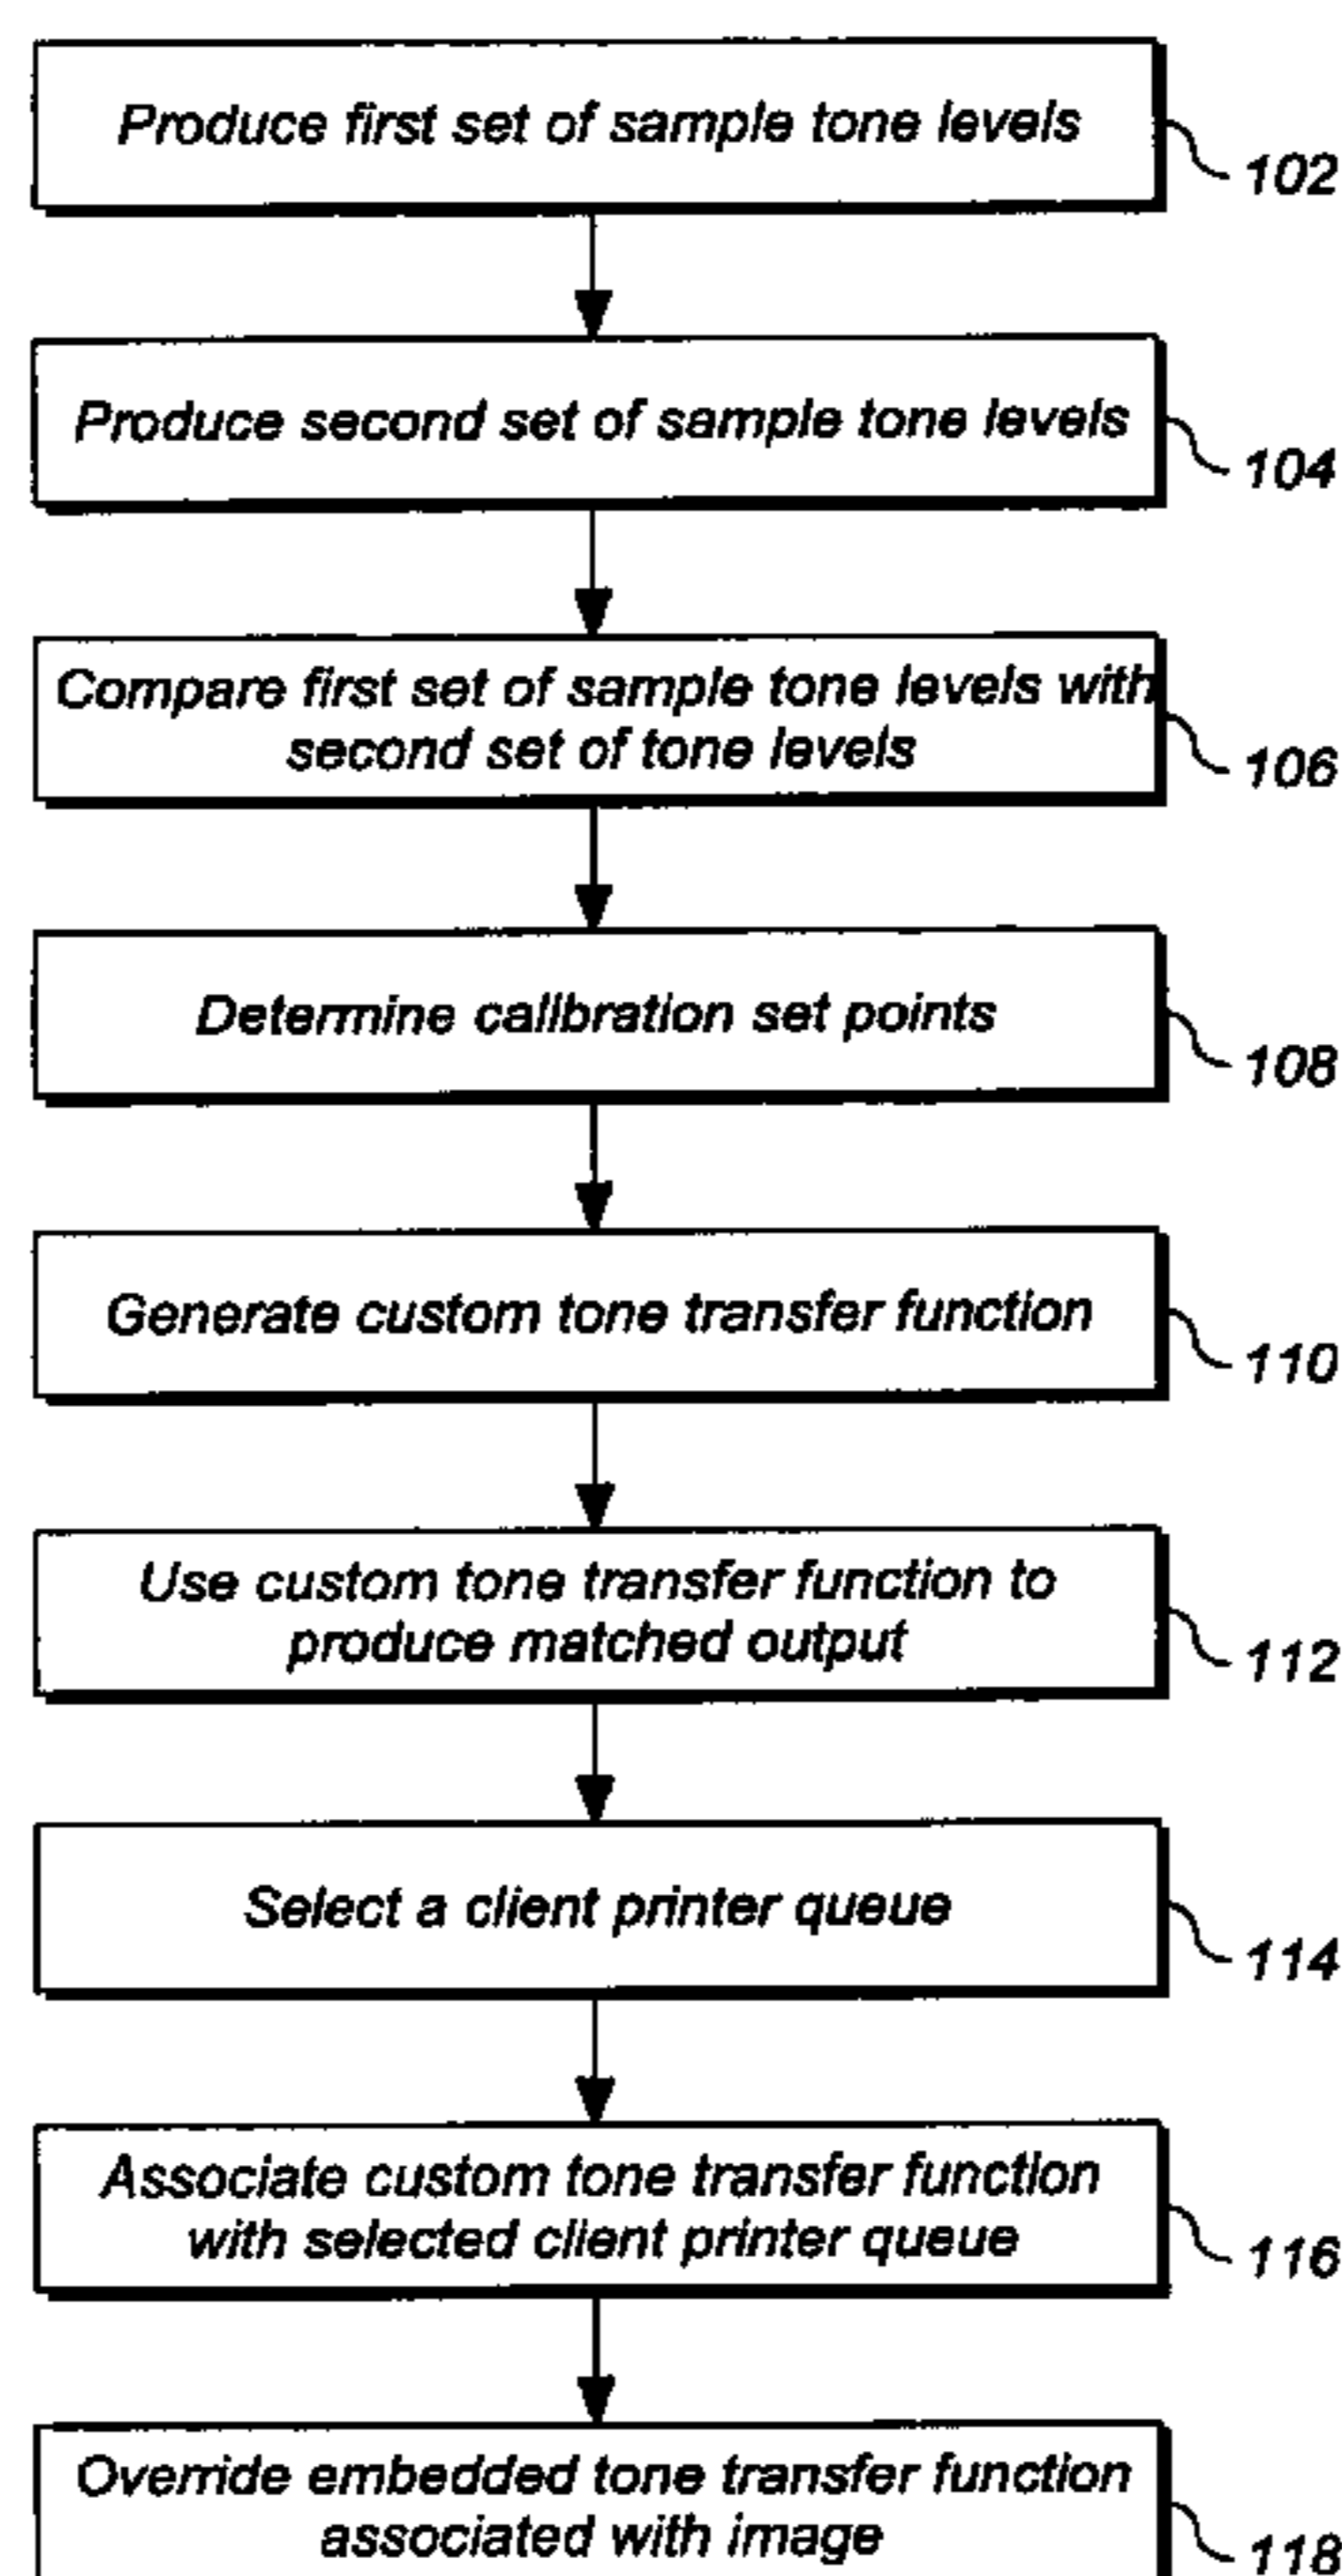 Produce first set of sample tone levels
102
Produce second set of sample tone levels
104
Compare first set of sample tone levels with
second set of tone levels
106
Determine calibration set points
108
Generate custom tone transfer function
110
Use custom tone transfer function to
produce matched output
112
Select a client printer queue
114
Associate custom tone transfer function
with selected client printer queue
116
Override embedded tone transfer function
associated with image
118